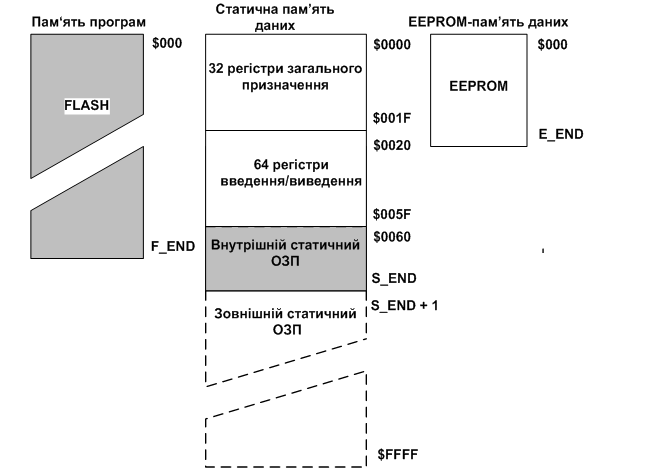 Пам'ять програм
$000
FLASH
F_END
Статична пам'ять
даних
$0000
32 регістри загального
призначення
$001F
$0020
64 регістри
введення/виведення
$005F
$0060
Внутрішній статичний
ОЗП
S_END
S_END + 1
Зовнішній статичний
ОЗП
$FFFF
EEPROM-пам'ять даних
$000
EEPROM
E_END